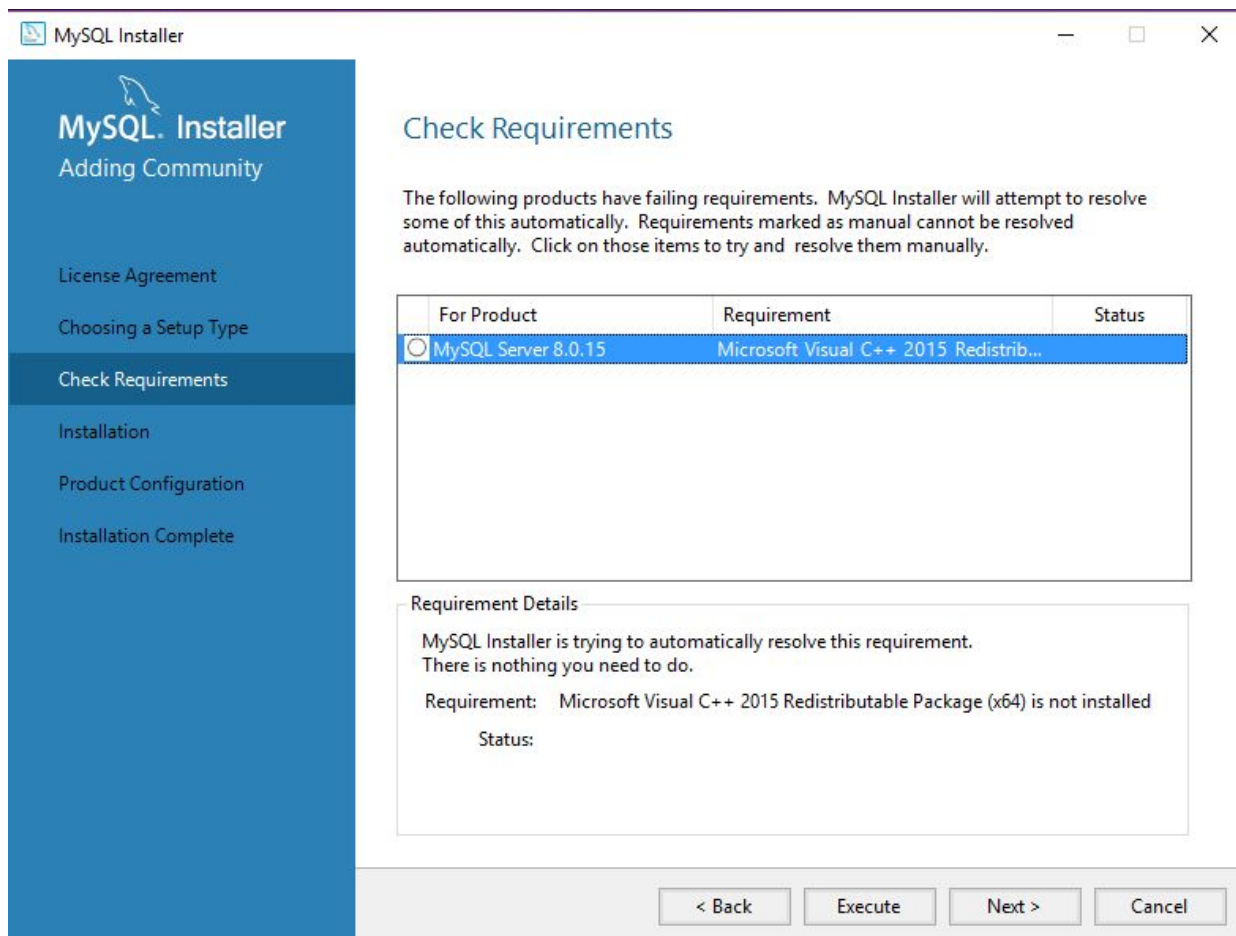 MySQL Installer
MySQL. Installer
Adding Community
License Agreement
Choosing a Setup Type
Check Requirements
Installation
Product Configuration
Installation Complete
Check Requirements
The following products have failing requirements. MySQL Installer will attempt to resolve
some of this automatically. Requirements marked as manual cannot be resolved
automatically. Click on those items to try and resolve them manually.
For Product Requirement Status
MySQL Server 8.0.15 Microsoft Visual C++ 2015 Redistrib...
Requirement Details
MySQL Installer is trying to automatically resolve this requirement.
There is nothing you need to do.
Requirement: Microsoft Visual C++ 2015 Redistributable Package (x64) is not installed
Status:
< Back Execute Next > Cancel